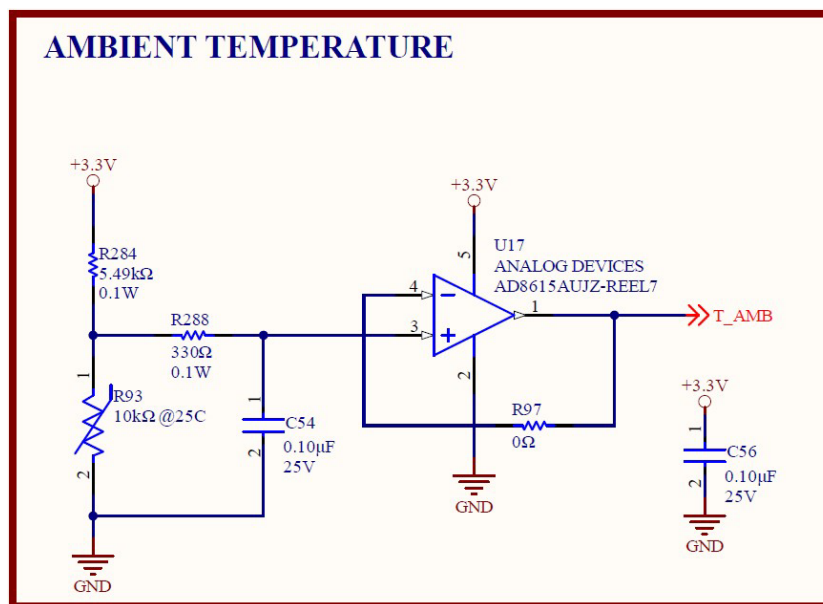 AMBIENT TEMPERATURE
+3.3V
R284
5.49kΩ
0.1W
R288
330Ω
0.1W
1
R93
10kΩ @25C
2
GND
1
C54
0.10µF
2
25V
+3.3V
5
U17
ANALOG DEVICES
AD8615AUJZ-REEL7
4
3
1
T_AMB
2
R97
0Ω
GND
+3.3V
1
C56
0.10µF
2
25V
GND